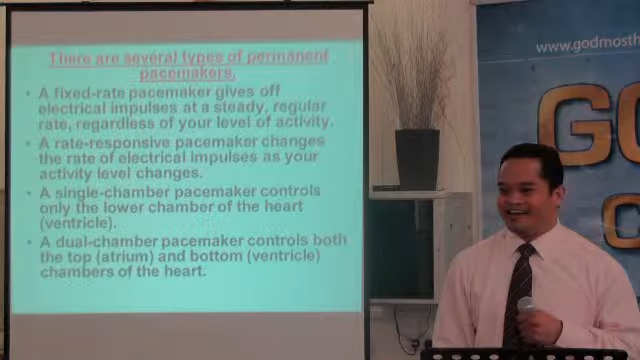 There are several types of permanent
pacemakers.
• A fixed-rate pacemaker gives off
electrical impulses at a steady, regular
rate, regardless of your level of activity.
• A rate-responsive pacemaker changes
the rate of electrical impulses as your
activity level changes.
• A single-chamber pacemaker controls
only the lower chamber of the heart
(ventricle).
• A dual-chamber pacemaker controls both
the top (atrium) and bottom (ventricle)
chambers of the heart.
www.godmosth
GO